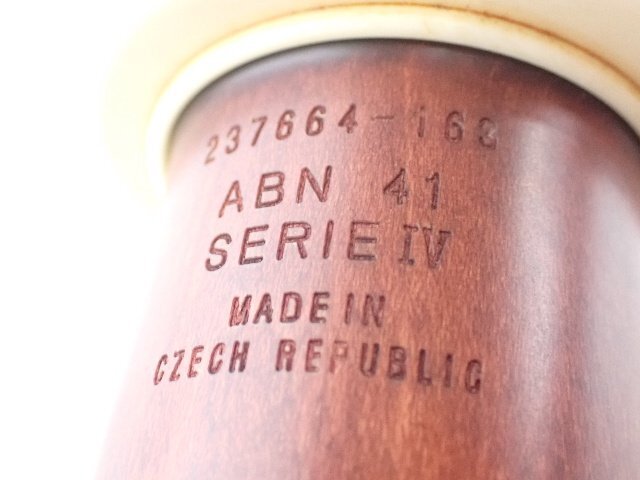 237664-163
ABN 41
SERIE IV
MADE IN
CZECH REPUBLIC